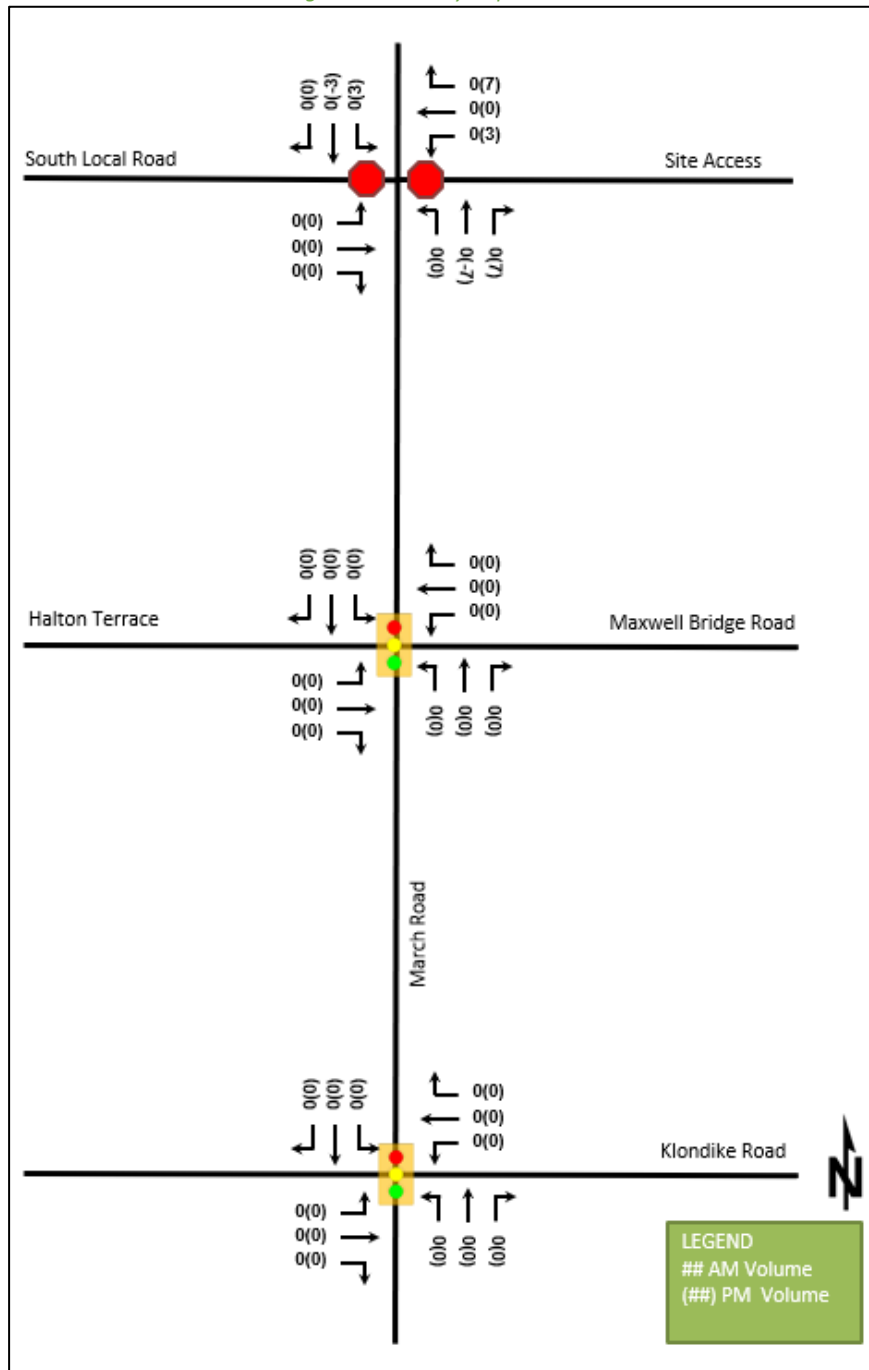 0(0) 0(-3) 0(3)
0(7)
0(0)
0(3)
South Local Road
Site Access
0(0)
0(0)
0(0)
0(0) 0(-7) 0(7)
0(0) 0(0) 0(0)
0(0)
0(0)
0(0)
Halton Terrace
Maxwell Bridge Road
0(0)
0(0)
0(0)
0(0) 0(0) 0(0)
March Road
0(0) 0(0) 0(0)
0(0)
0(0)
0(0)
Klondike Road
N
0(0)
0(0)
0(0)
0(0) 0(0) 0(0)
LEGEND
## AM Volume
(##) PM Volume